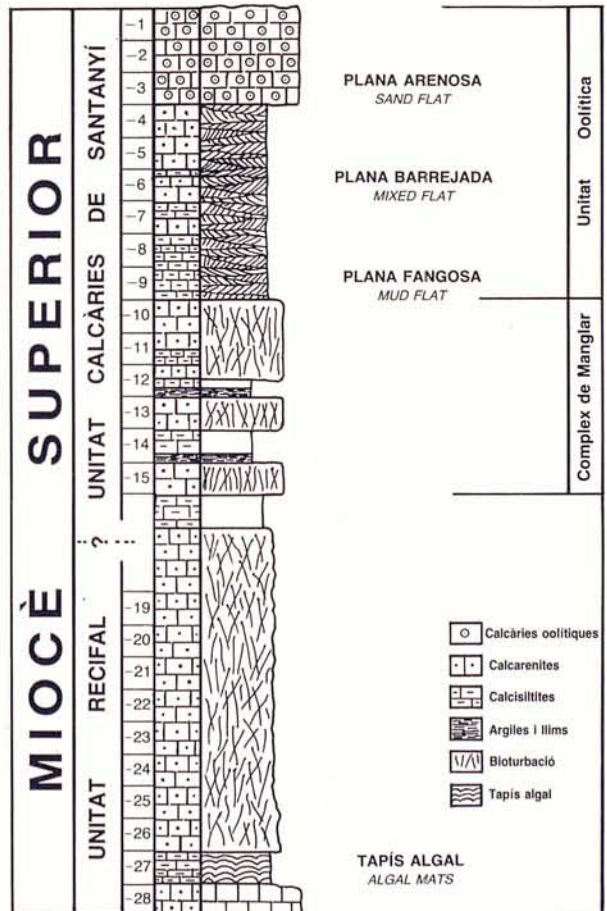 MIOCÈ SUPERIOR
UNITAT CALCÀRIES DE SANTANYÍ
?
UNITAT RECIFAL
-1
-2
-3
-4
-5
-6
-7
-8
-9
-10
-11
-12
-13
-14
-15
-19
-20
-21
-22
-23
-24
-25
-26
-27
-28
PLANA ARENOSA
SAND FLAT
PLANA BARREJADA
MIXED FLAT
PLANA FANGOSA
MUD FLAT
TAPÍS ALGAL
ALGAL MATS
Unitat Oolítica
Complex de Manglar
Calcàries oolítiques
Calcarenites
Calcisiltites
Argiles i llims
Bioturbació
Tapís algal